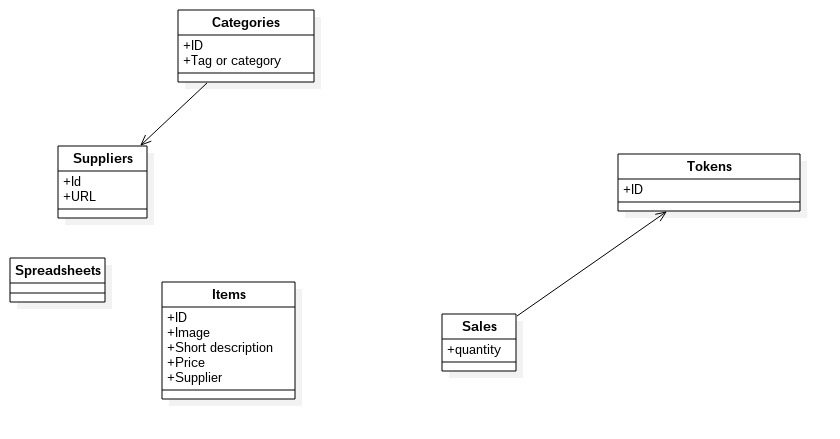 Categories
+ID
+Tag or category
Suppliers
+Id
+URL
Tokens
+ID
Spreadsheets
Items
+ID
+Image
+Short description
+Price
+Supplier
Sales
+quantity